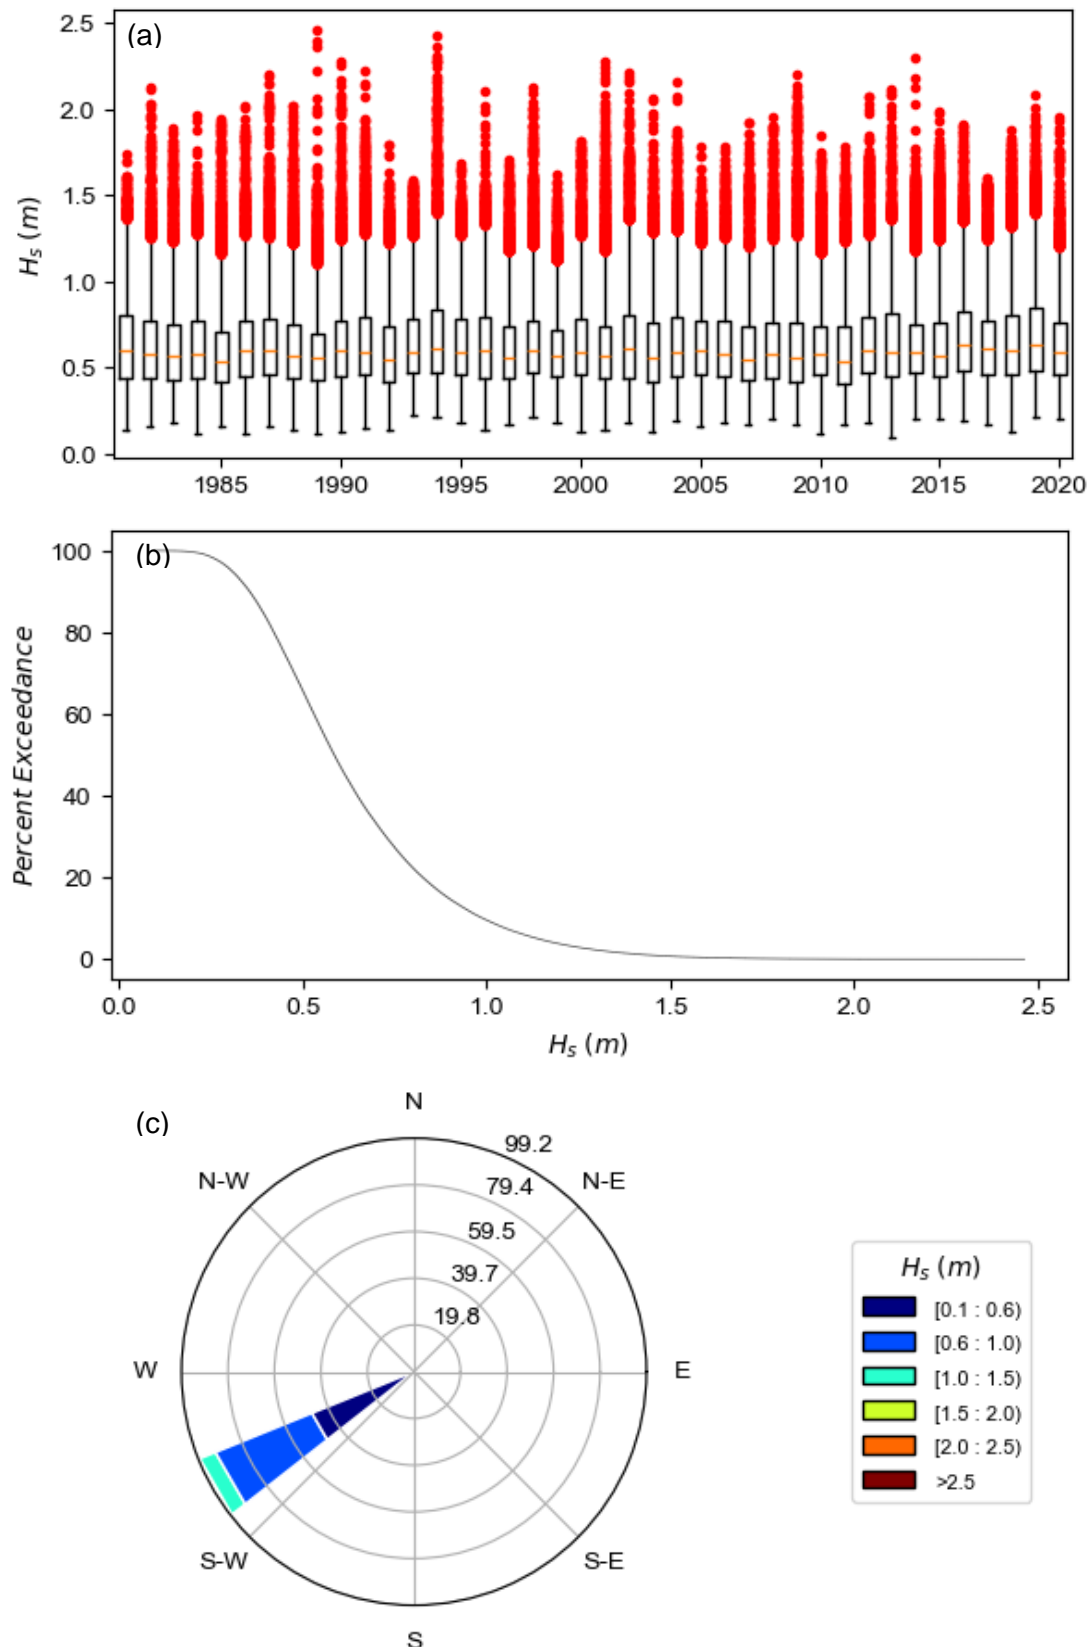 (a)
2.5
2.0
1.5
1.0
0.5
0.0
H_s (m)
1985 1990 1995 2000 2005 2010 2015 2020
(b)
100
80
60
40
20
0
Percent Exceedance
0.0 0.5 1.0 1.5 2.0 2.5
H_s (m)
(c)
N
99.2
N-W
79.4
N-E
59.5
39.7
19.8
W
E
S-W
S-E
S
H_s (m)
[0.1 : 0.6)
[0.6 : 1.0)
[1.0 : 1.5)
[1.5 : 2.0)
[2.0 : 2.5)
>2.5